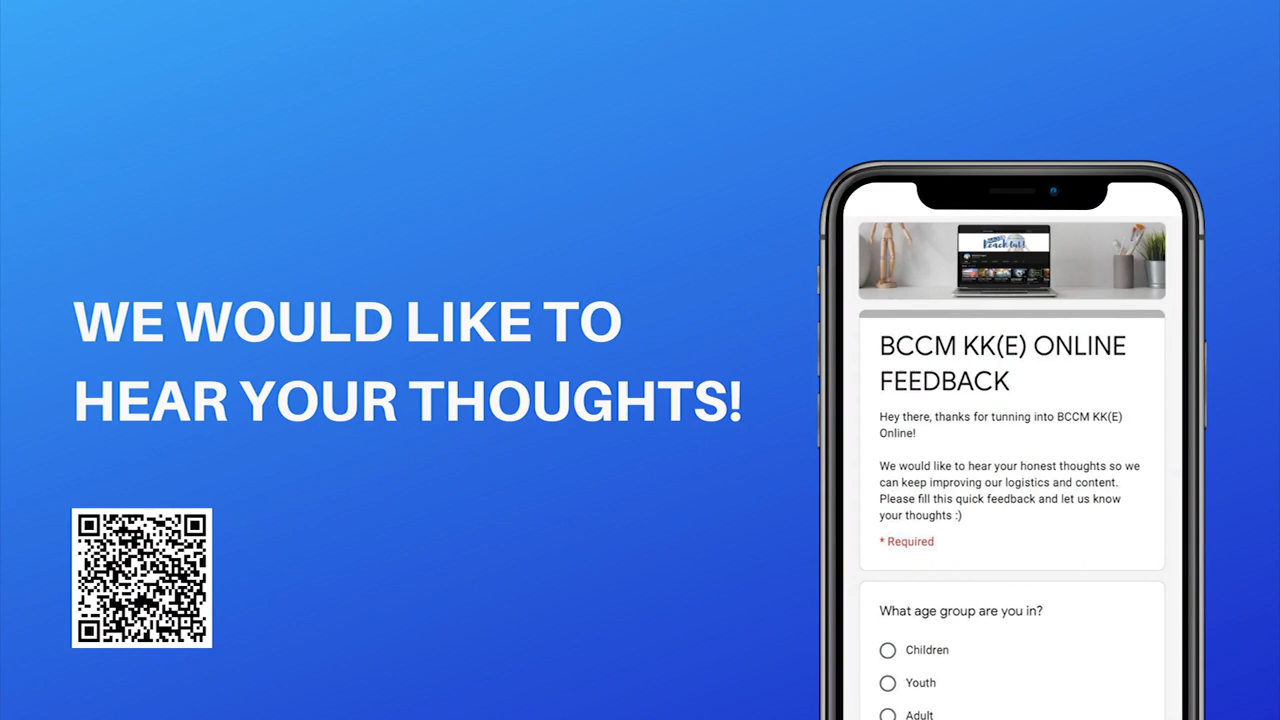 WE WOULD LIKE TO
HEAR YOUR THOUGHTS!
BCCM KK(E) ONLINE
FEEDBACK
Hey there, thanks for tunning into BCCM KK(E)
Online!
We would like to hear your honest thoughts so we
can keep improving our logistics and content.
Please fill this quick feedback and let us know
your thoughts :)
* Required
What age group are you in?
Children
Youth
Adult